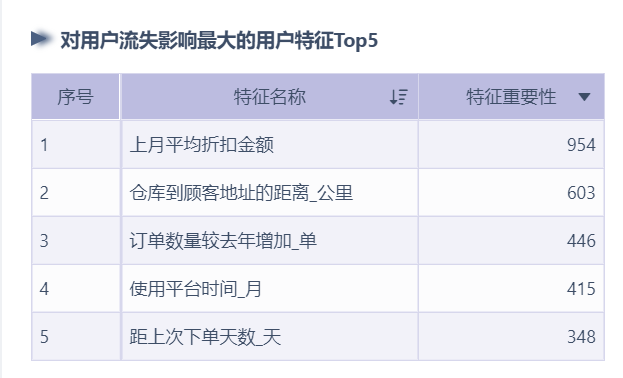 对用户流失影响最大的用户特征Top5
序号 特征名称 特征重要性
1 上月平均折扣金额 954
2 仓库到顾客地址的距离_公里 603
3 订单数量较去年增加_单 446
4 使用平台时间_月 415
5 距上次下单天数_天 348